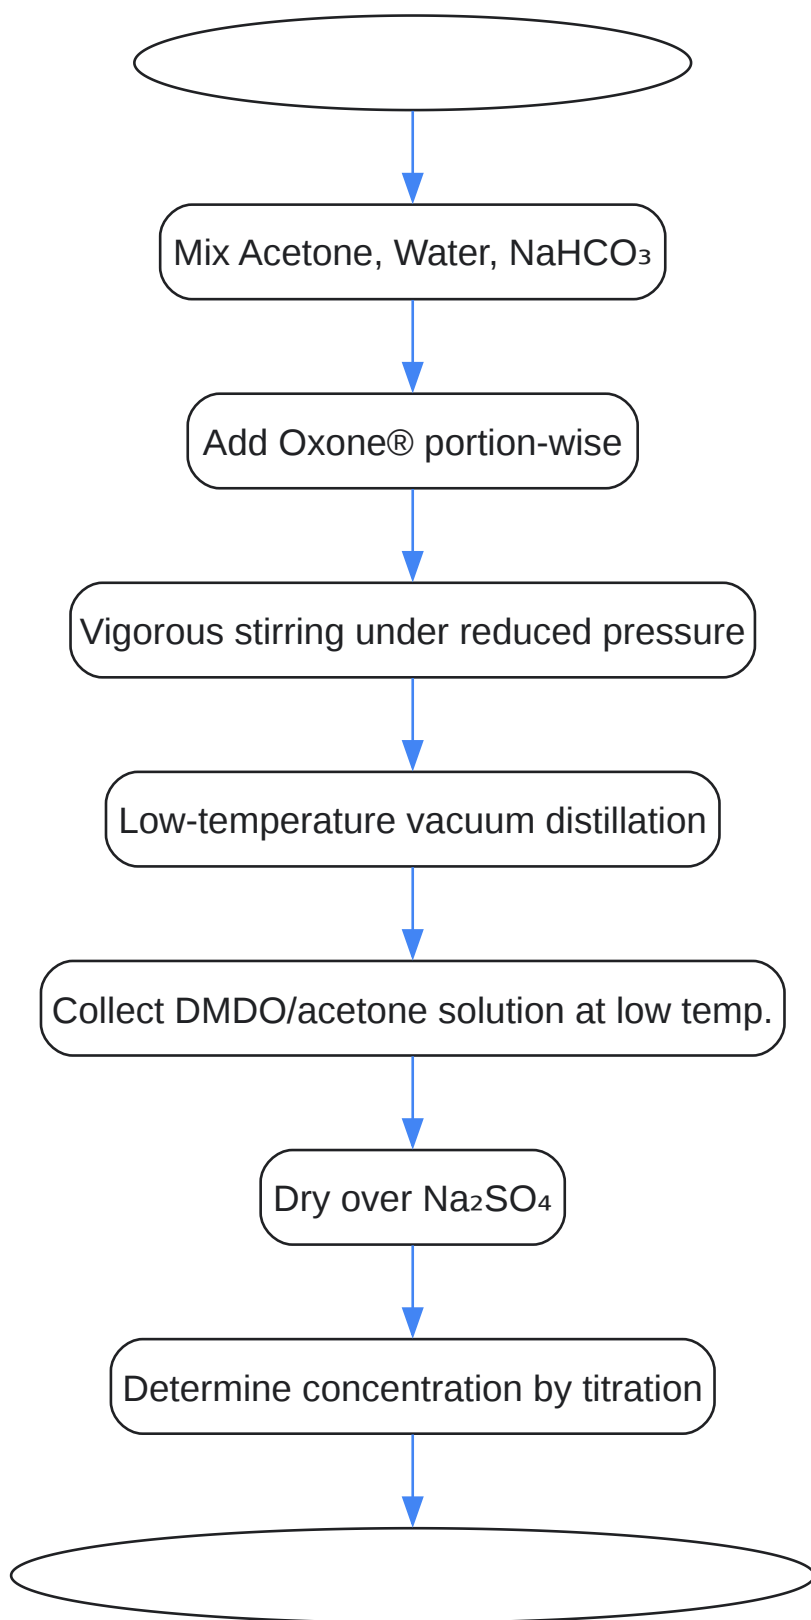 Mix Acetone, Water, NaHCO₃
Add Oxone® portion-wise
Vigorous stirring under reduced pressure
Low-temperature vacuum distillation
Collect DMDO/acetone solution at low temp.
Dry over Na₂SO₄
Determine concentration by titration